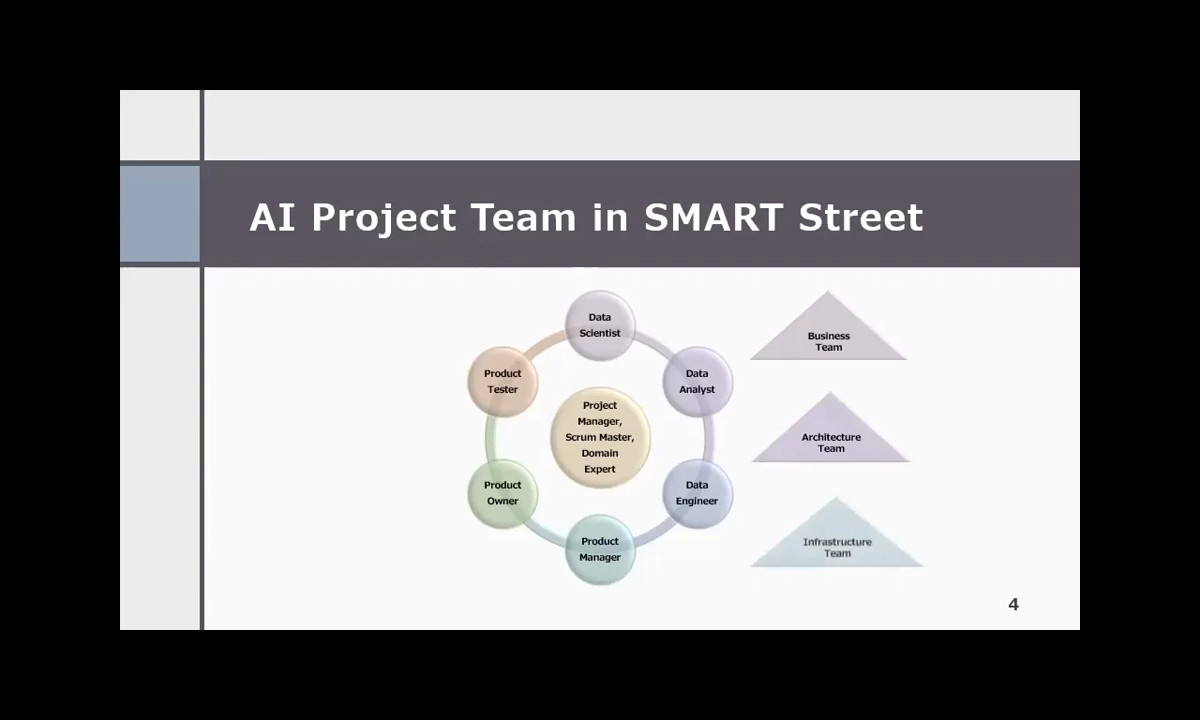 AI Project Team in SMART Street
Data
Scientist
Product
Tester
Data
Analyst
Project
Manager,
Scrum Master,
Domain
Expert
Product
Owner
Data
Engineer
Product
Manager
Business
Team
Architecture
Team
Infrastructure
Team
4